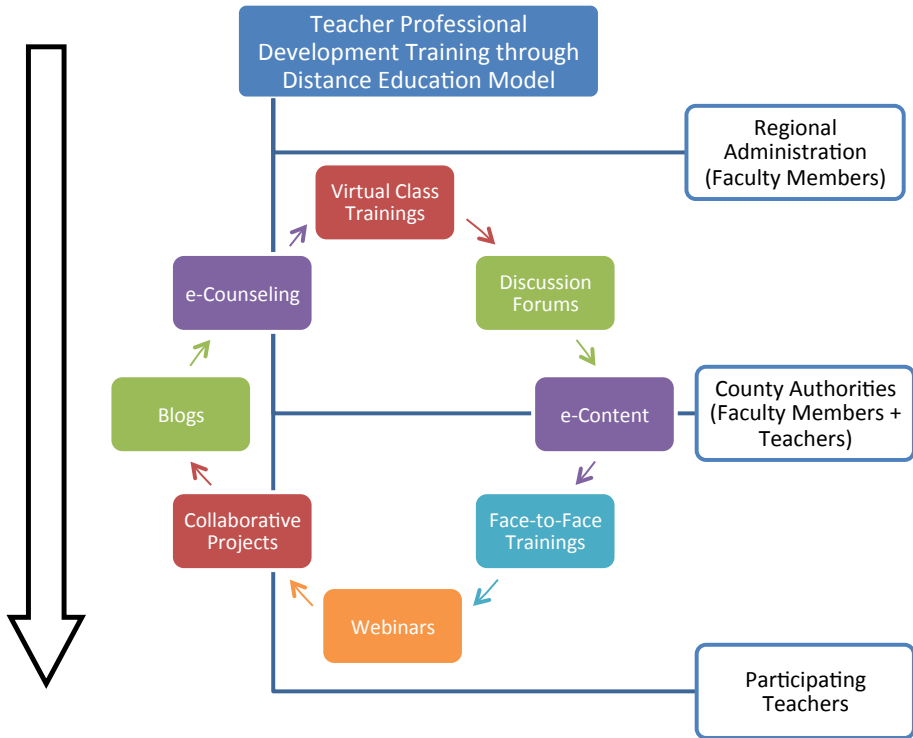 Teacher Professional
Development Training through
Distance Education Model
Regional
Administration
(Faculty Members)
Virtual Class
Trainings
e-Counseling
Discussion
Forums
Blogs
e-Content
County Authorities
(Faculty Members +
Teachers)
Collaborative
Projects
Face-to-Face
Trainings
Webinars
Participating
Teachers